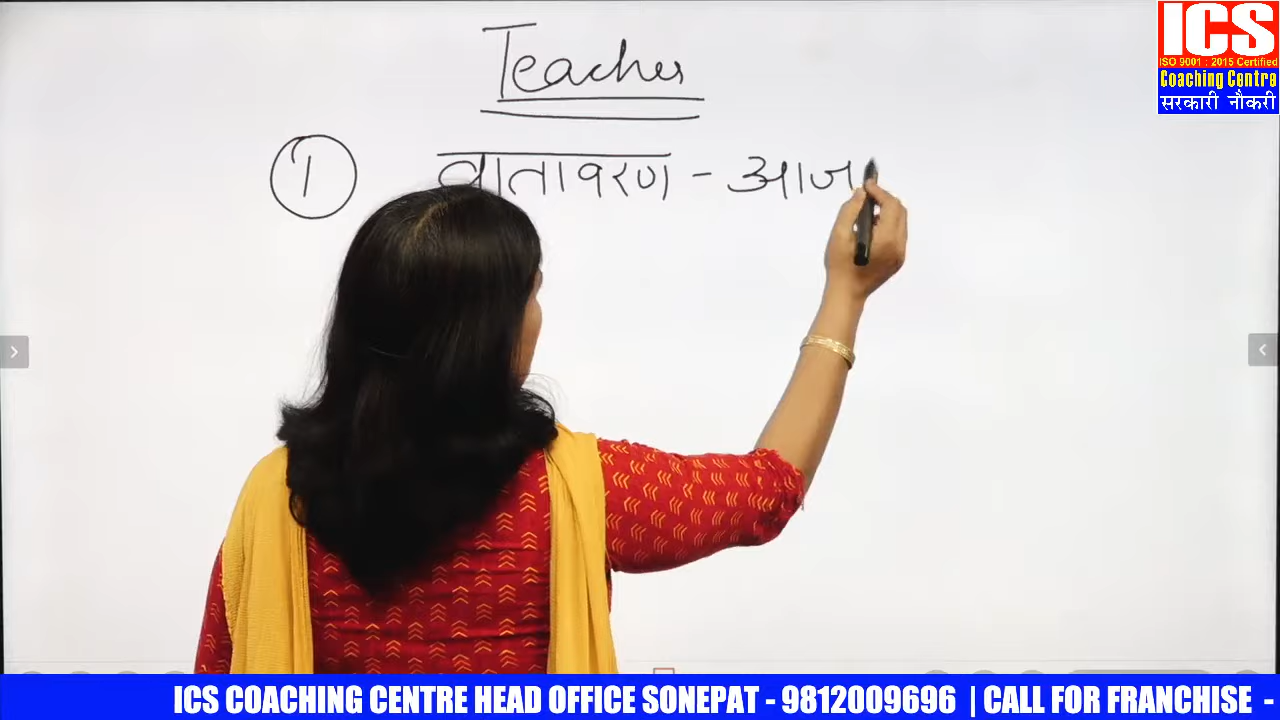 Teacher
1 वातावरण - आज
ICS
ISO 9001 : 2015 Certified
Coaching Centre
सरकारी नौकरी
ICS COACHING CENTRE HEAD OFFICE SONEPAT - 9812009696 | CALL FOR FRANCHISE -